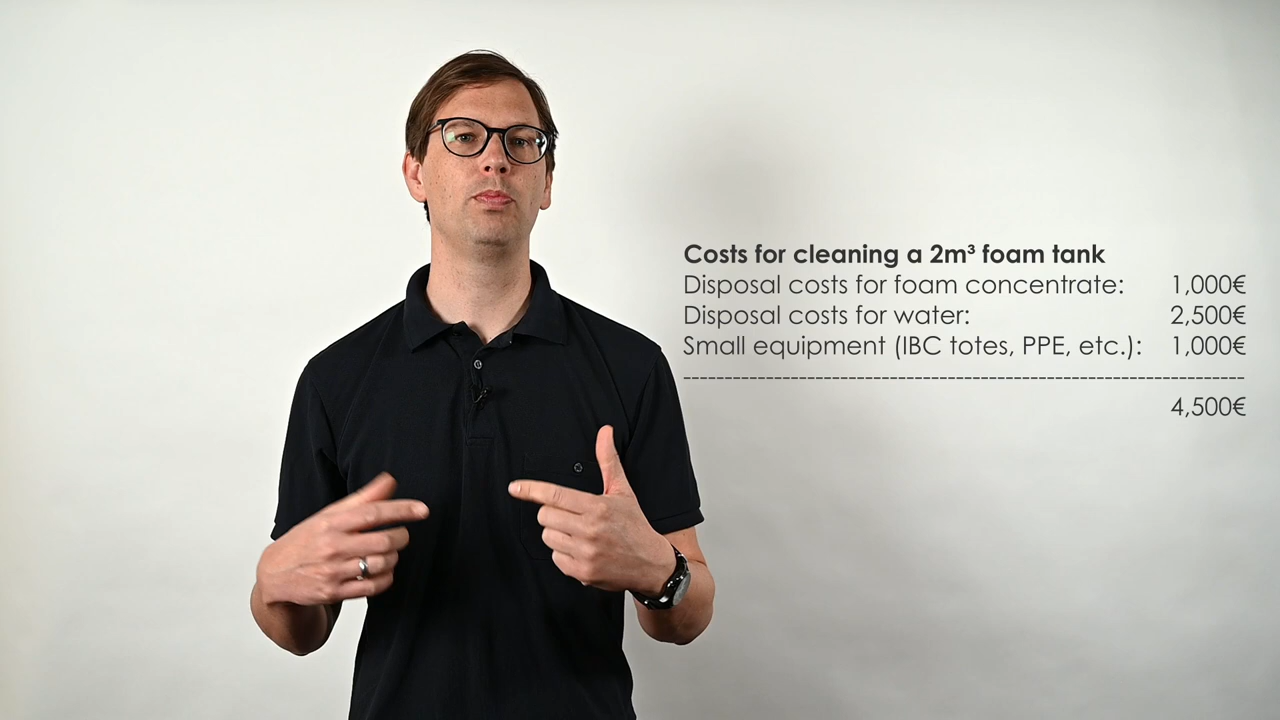 Costs for cleaning a 2m³ foam tank
Disposal costs for foam concentrate: 1,000€
Disposal costs for water: 2,500€
Small equipment (IBC totes, PPE, etc.): 1,000€
--------------------------------------------------------------------
4,500€